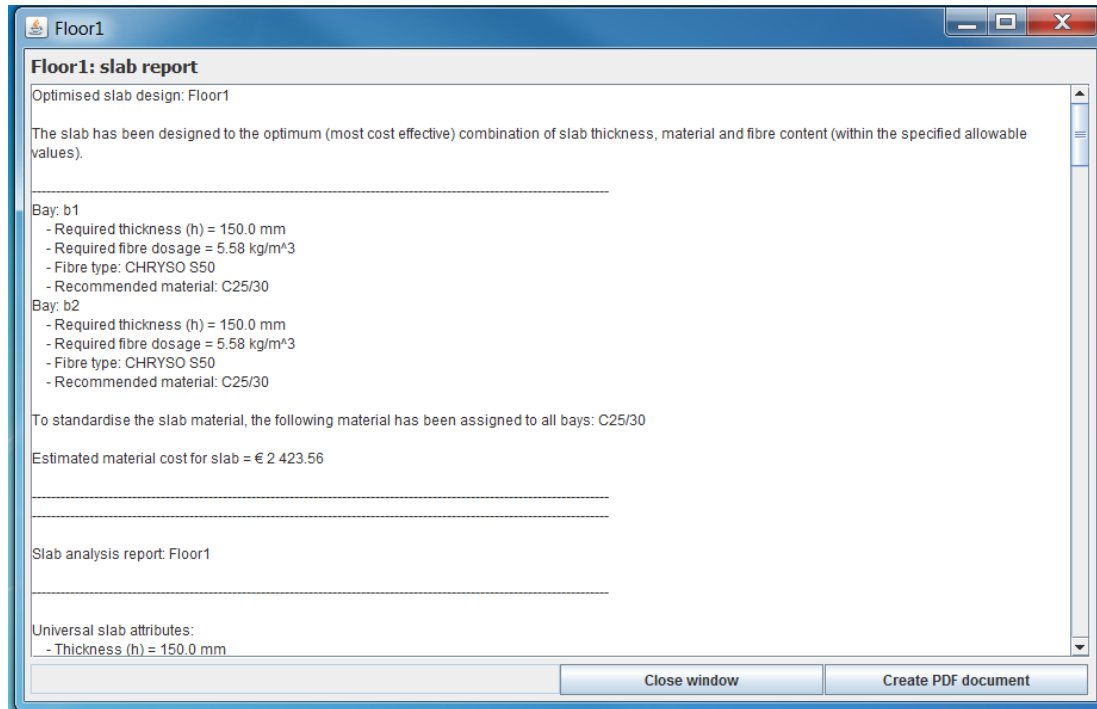 Floor1
Floor1: slab report
Optimised slab design: Floor1
The slab has been designed to the optimum (most cost effective) combination of slab thickness, material and fibre content (within the specified allowable
values).
--------------------------------------------------------------------------------
Bay: b1
- Required thickness (h) = 150.0 mm
- Required fibre dosage = 5.58 kg/m^3
- Fibre type: CHRYSO S50
- Recommended material: C25/30
Bay: b2
- Required thickness (h) = 150.0 mm
- Required fibre dosage = 5.58 kg/m^3
- Fibre type: CHRYSO S50
- Recommended material: C25/30
To standardise the slab material, the following material has been assigned to all bays: C25/30
Estimated material cost for slab = € 2 423.56
--------------------------------------------------------------------------------
--------------------------------------------------------------------------------
Slab analysis report: Floor1
--------------------------------------------------------------------------------
Universal slab attributes:
- Thickness (h) = 150.0 mm
Close window
Create PDF document